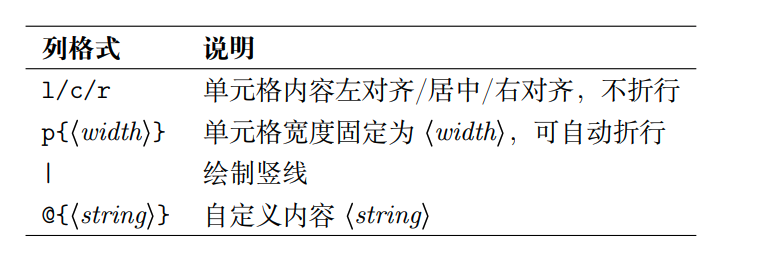 列格式 说明
l/c/r 单元格内容左对齐/居中/右对齐，不折行
p{⟨width⟩} 单元格宽度固定为 ⟨width⟩，可自动折行
| 绘制竖线
@{⟨string⟩} 自定义内容 ⟨string⟩